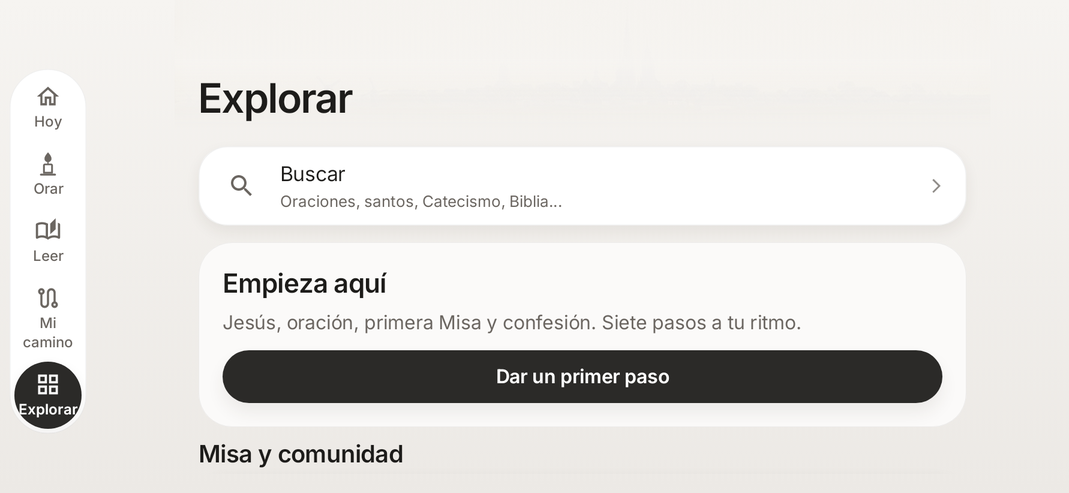 Hoy
Orar
Leer
Mi
camino
Explorar
Explorar
Buscar
Oraciones, santos, Catecismo, Biblia...
Empieza aquí
Jesús, oración, primera Misa y confesión. Siete pasos a tu ritmo.
Dar un primer paso
Misa y comunidad